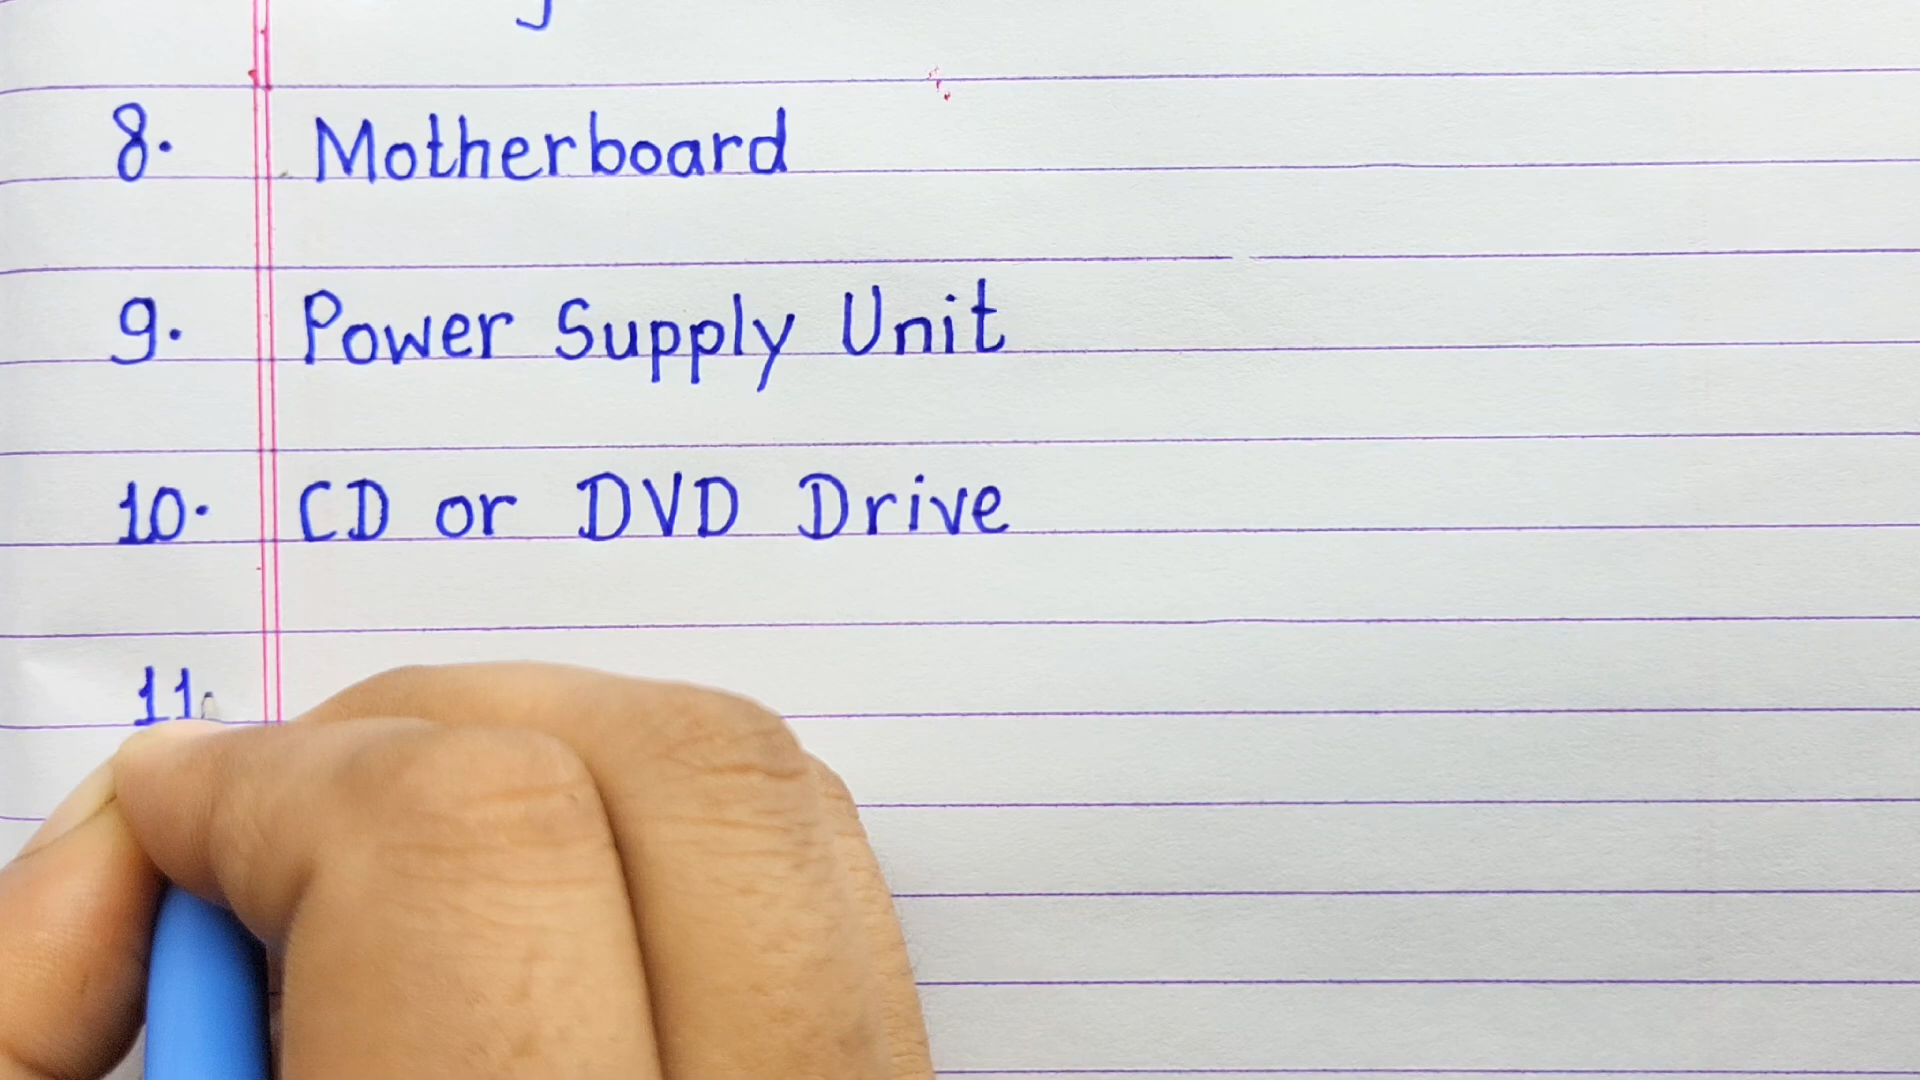 8. Motherboard
9. Power Supply Unit
10. CD or DVD Drive
11.